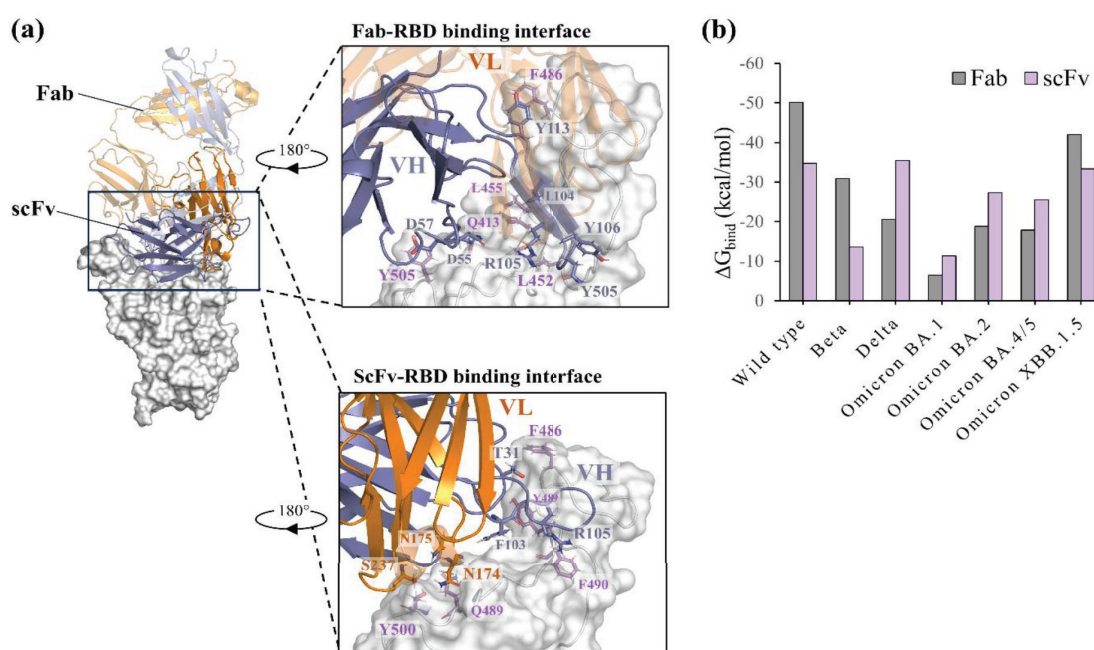 (a)
Fab
scFv
180°
Fab-RBD binding interface
VL
F486
Y113
VH
L455
L104
D57
Q413
Y106
D55
R105
Y505
L452
Y505
ScFv-RBD binding interface
180°
VL
F486
T31
VH
Y489
N175
F103
R105
S237
N174
F490
Q489
Y500
(b)
ΔGbind (kcal/mol)
-60
-50
-40
-30
-20
-10
-0
Fab
scFv
Wild type
Beta
Delta
Omicron BA.1
Omicron BA.2
Omicron BA.4/5
Omicron XBB.1.5